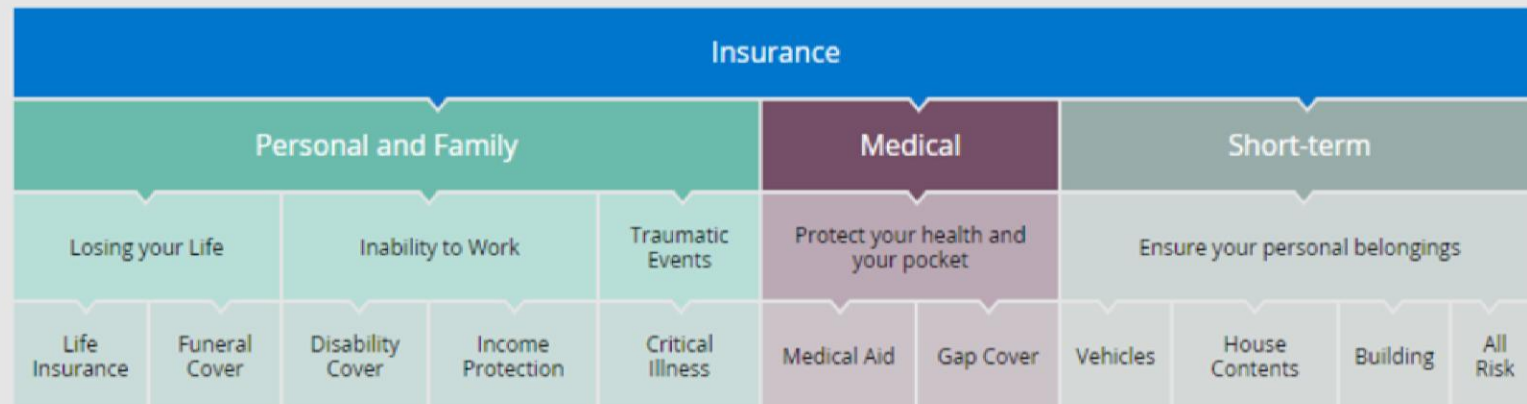 Insurance
Personal and Family
Medical
Short-term
Losing your Life
Inability to Work
Traumatic
Events
Protect your health and
your pocket
Ensure your personal belongings
Life
Insurance
Funeral
Cover
Disability
Cover
Income
Protection
Critical
Illness
Medical Aid
Gap Cover
Vehicles
House
Contents
Building
All
Risk